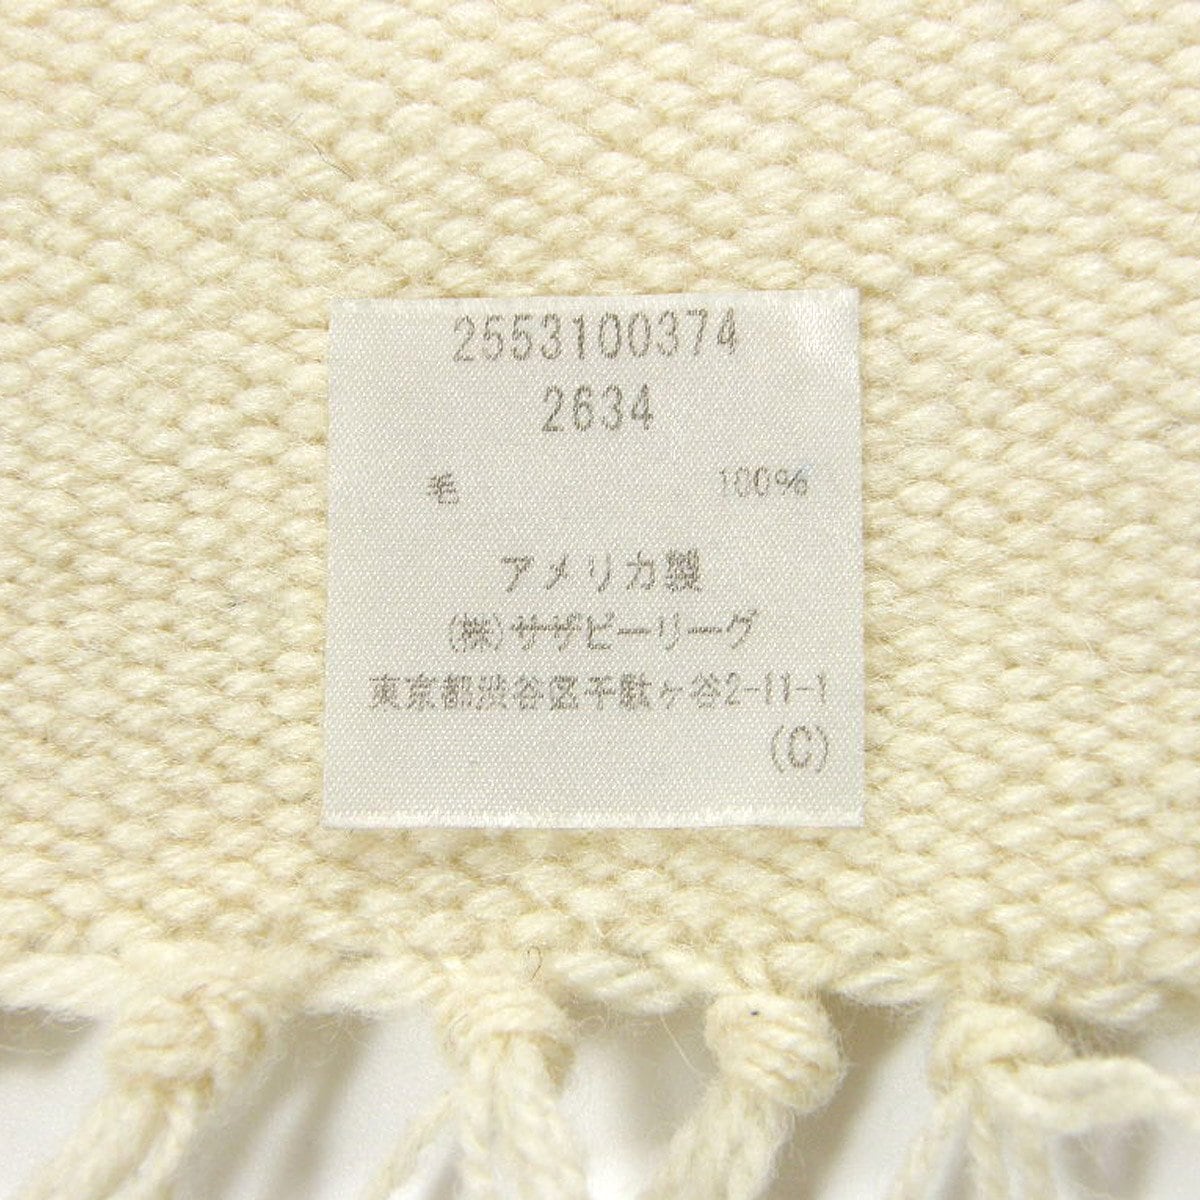 2553100374
2634
毛 100%
アメリカ製
(株)サザビーリーグ
東京都渋谷区千駄ヶ谷2-11-1
(C)